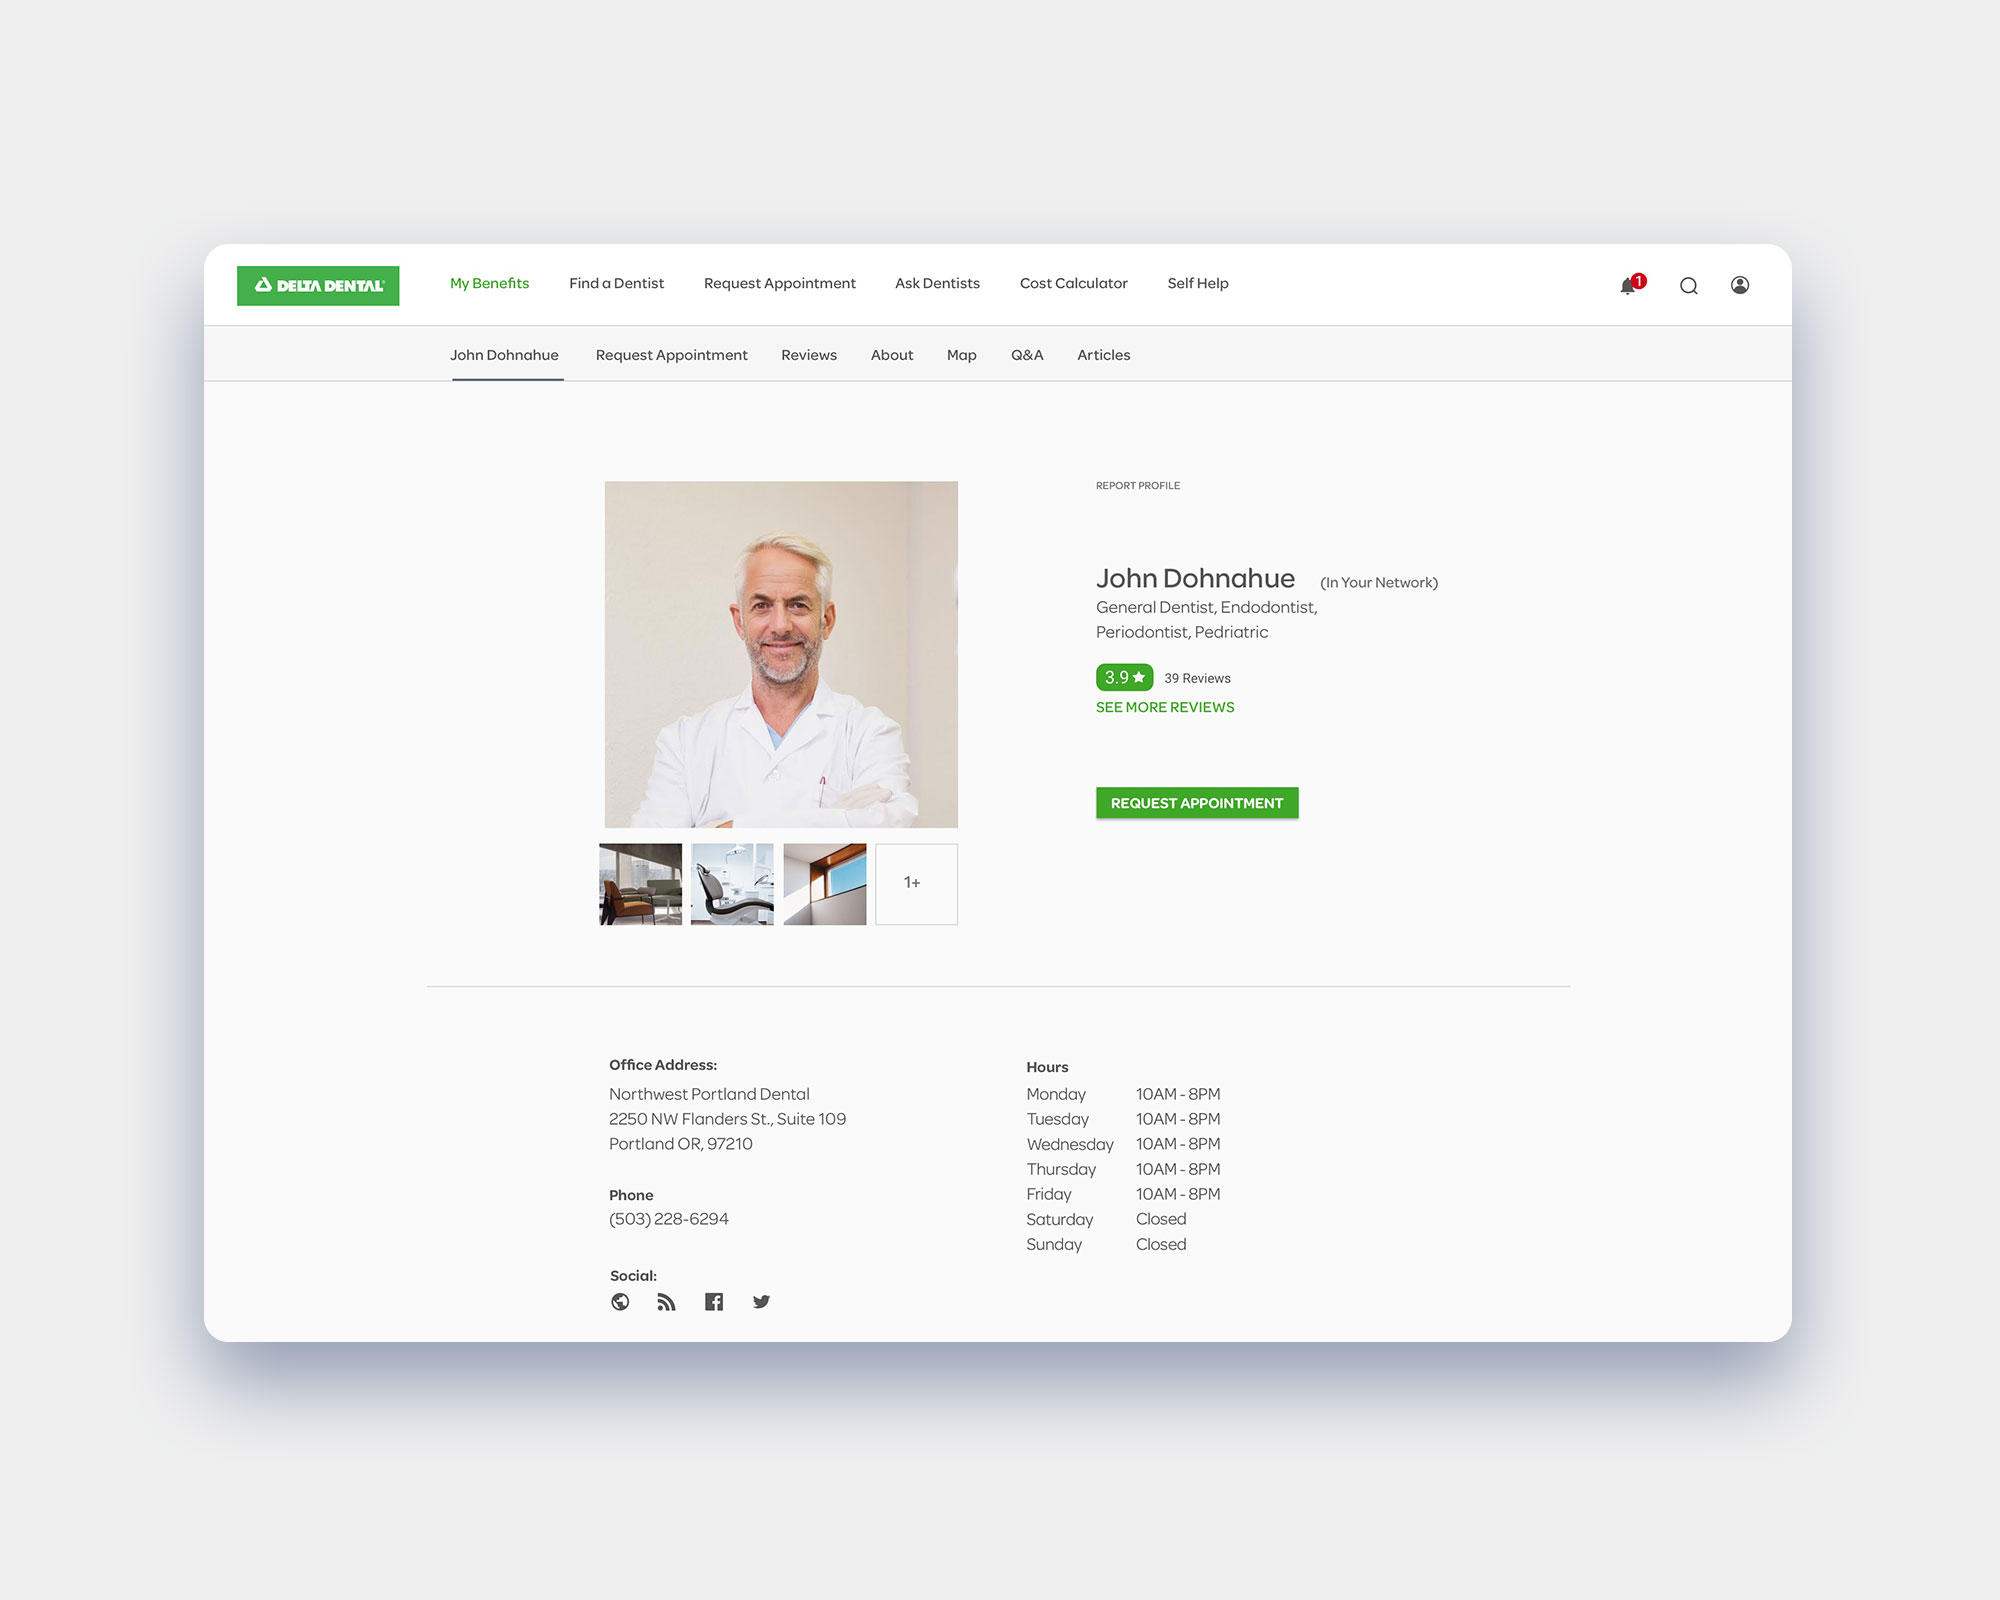 DELTA DENTAL
My Benefits
Find a Dentist
Request Appointment
Ask Dentists
Cost Calculator
Self Help
1
John Dohnahue
Request Appointment
Reviews
About
Map
Q&A
Articles
REPORT PROFILE
John Dohnahue (In Your Network)
General Dentist, Endodontist,
Periodontist, Pedriatric
3.9 39 Reviews
SEE MORE REVIEWS
REQUEST APPOINTMENT
1+
Office Address:
Northwest Portland Dental
2250 NW Flanders St., Suite 109
Portland OR, 97210
Phone
(503) 228-6294
Social:
Hours
Monday 10AM - 8PM
Tuesday 10AM - 8PM
Wednesday 10AM - 8PM
Thursday 10AM - 8PM
Friday 10AM - 8PM
Saturday Closed
Sunday Closed